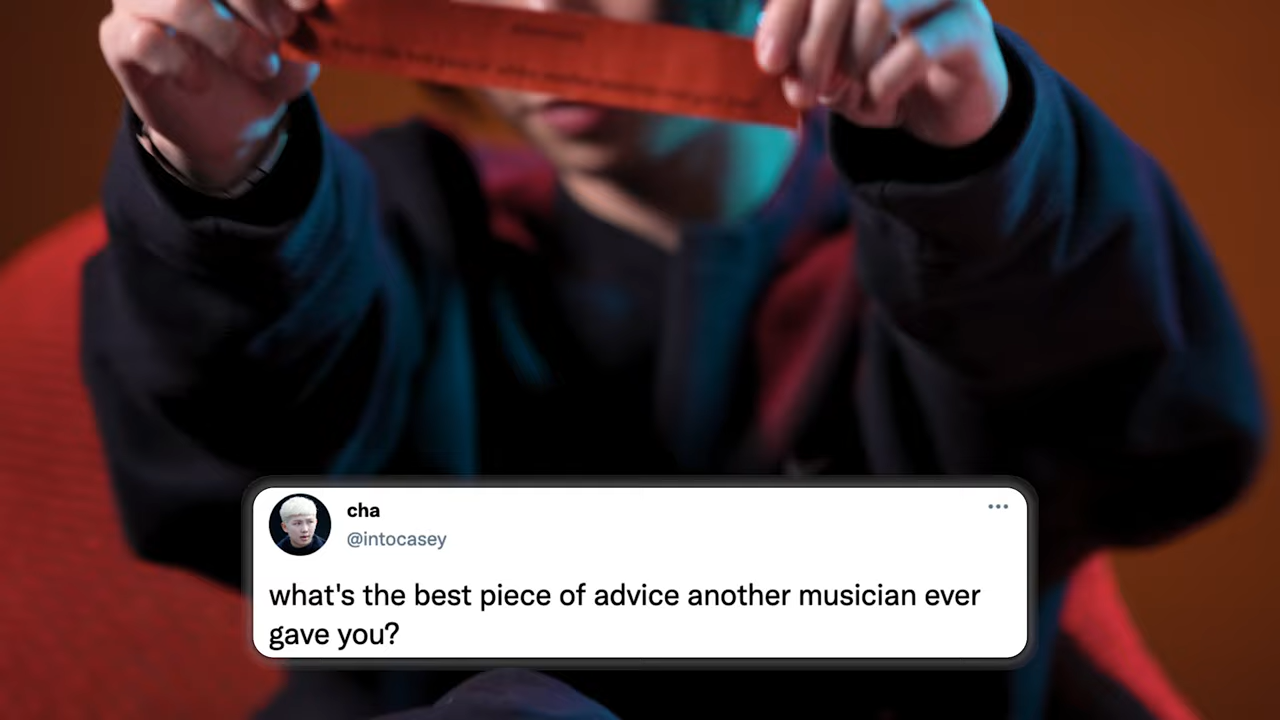 cha
@intocasey
what's the best piece of advice another musician ever
gave you?